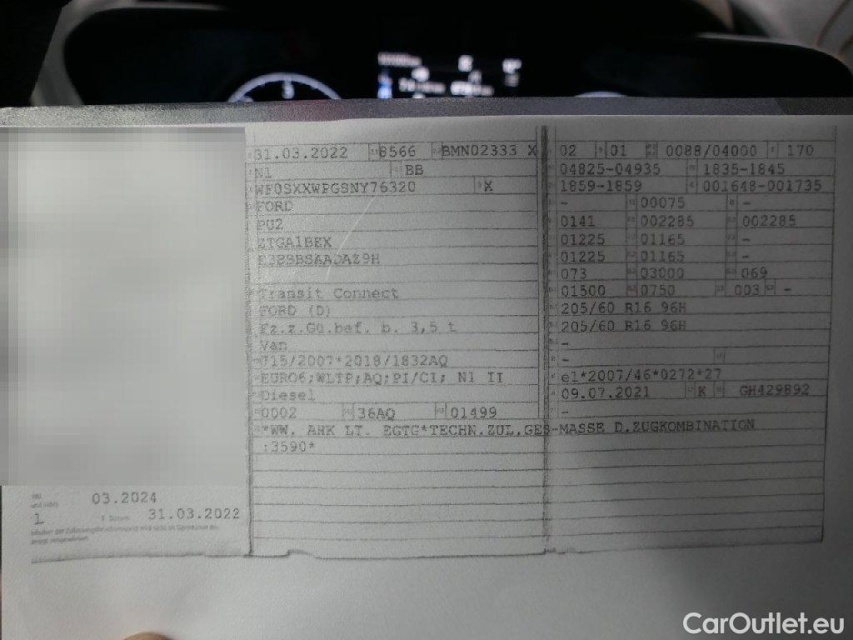 31.03.2022 8566 BMN02333 X
N1 BB
WF0SXXWPGSNY76320 X
FORD
PU2
ZTGA1BEX
E3BSBSAADAZ9H
Transit Connect
FORD (D)
Fz.z.Gü.bef. b. 3,5 t
Van
715/2007*2018/1832AQ
EURO6;WLTP;AQ;PI/CI; N1 II
Diesel
0002 36AQ 01499
02 01 0088/04000 170
04825-04935 1835-1845
1859-1859 001648-001735
- 00075 -
0141 002285 002285
01225 01165 -
01225 01165 -
073 03000 069
01500 0750 003 -
205/60 R16 96H
205/60 R16 96H
-
-
e1*2007/46*0272*27
09.07.2021 K GH429892
-
*WW. AHK LT. EGTG*TECHN.ZUL.GES-MASSE D.ZUGKOMBINATION
:3590*
03.2024
1 31.03.2022
CarOutlet.eu